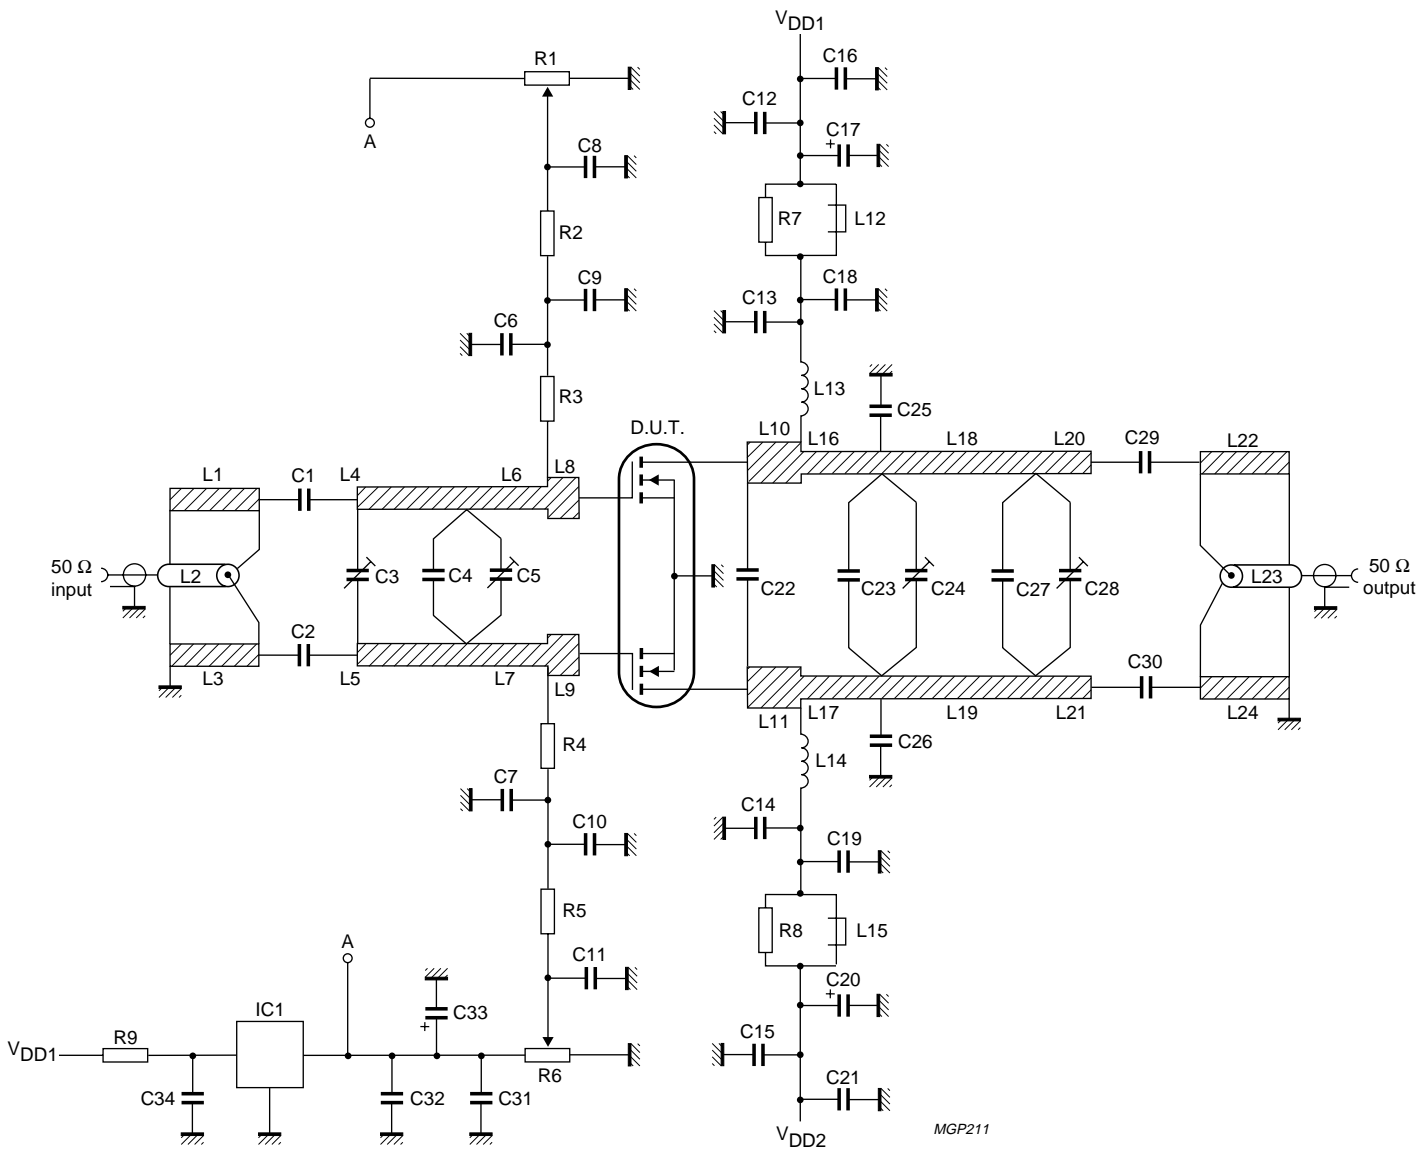 VDD1
R1
C16
C12
A
C17
+
C8
R7
L12
R2
C9
C13
C18
C6
R3
L13
D.U.T.
C25
L10
L16
L18
L20
C29
L22
L1
C1
L4
L6
L8
50 Ω
input
L2
C3
C4
C5
C22
C23
C24
C27
C28
L23
50 Ω
output
C2
C30
L3
L5
L7
L9
L11
L17
L19
L21
L24
R4
C26
L14
C7
C14
C10
C19
R5
R8
L15
A
C11
C20
+
IC1
C33
+
VDD1
R9
C15
R6
C34
C32
C31
C21
VDD2
MGP211